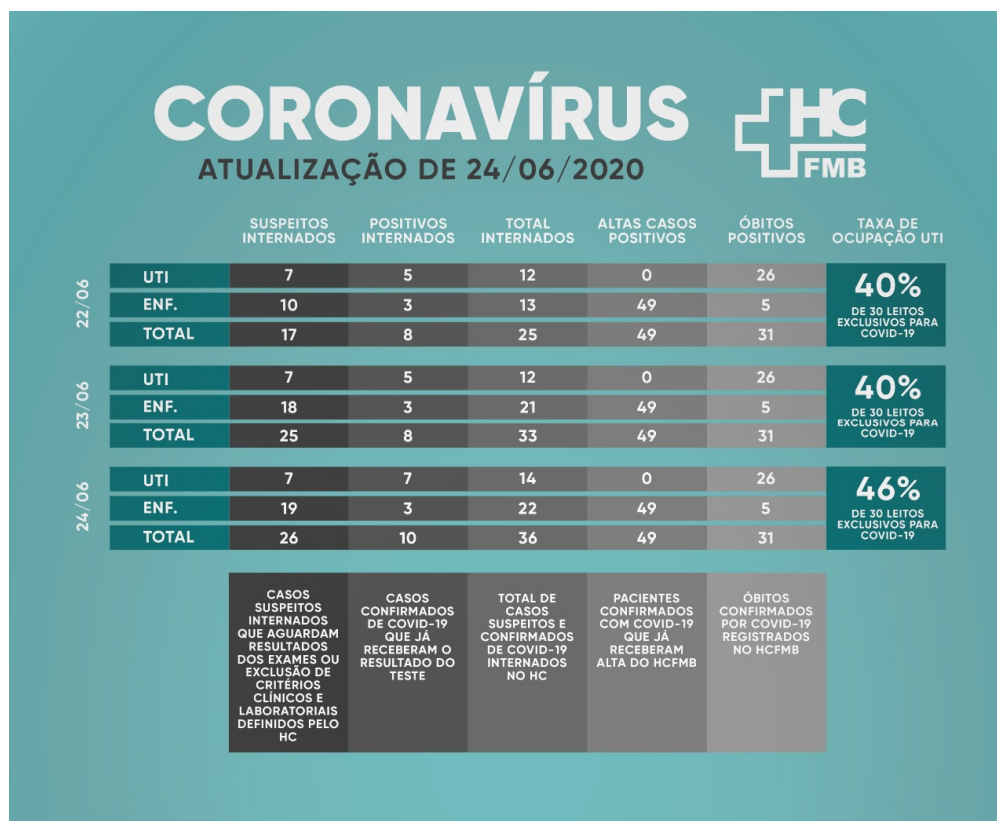 CORONAVÍRUS
ATUALIZAÇÃO DE 24/06/2020
HC
FMB
SUSPEITOS INTERNADOS
POSITIVOS INTERNADOS
TOTAL INTERNADOS
ALTAS CASOS POSITIVOS
ÓBITOS POSITIVOS
TAXA DE OCUPAÇÃO UTI
22/06
UTI 7 5 12 0 26
ENF. 10 3 13 49 5
TOTAL 17 8 25 49 31
40%
DE 30 LEITOS
EXCLUSIVOS PARA
COVID-19
23/06
UTI 7 5 12 0 26
ENF. 18 3 21 49 5
TOTAL 25 8 33 49 31
40%
DE 30 LEITOS
EXCLUSIVOS PARA
COVID-19
24/06
UTI 7 7 14 0 26
ENF. 19 3 22 49 5
TOTAL 26 10 36 49 31
46%
DE 30 LEITOS
EXCLUSIVOS PARA
COVID-19
CASOS
SUSPEITOS
INTERNADOS
QUE AGUARDAM
RESULTADOS
DOS EXAMES OU
EXCLUSÃO DE
CRITÉRIOS
CLÍNICOS E
LABORATORIAIS
DEFINIDOS PELO
HC
CASOS
CONFIRMADOS
DE COVID-19
QUE JÁ
RECEBERAM O
RESULTADO DO
TESTE
TOTAL DE
CASOS
SUSPEITOS E
CONFIRMADOS
DE COVID-19
INTERNADOS
NO HC
PACIENTES
CONFIRMADOS
COM COVID-19
QUE JÁ
RECEBERAM
ALTA DO HCFMB
ÓBITOS
CONFIRMADOS
POR COVID-19
REGISTRADOS
NO HCFMB